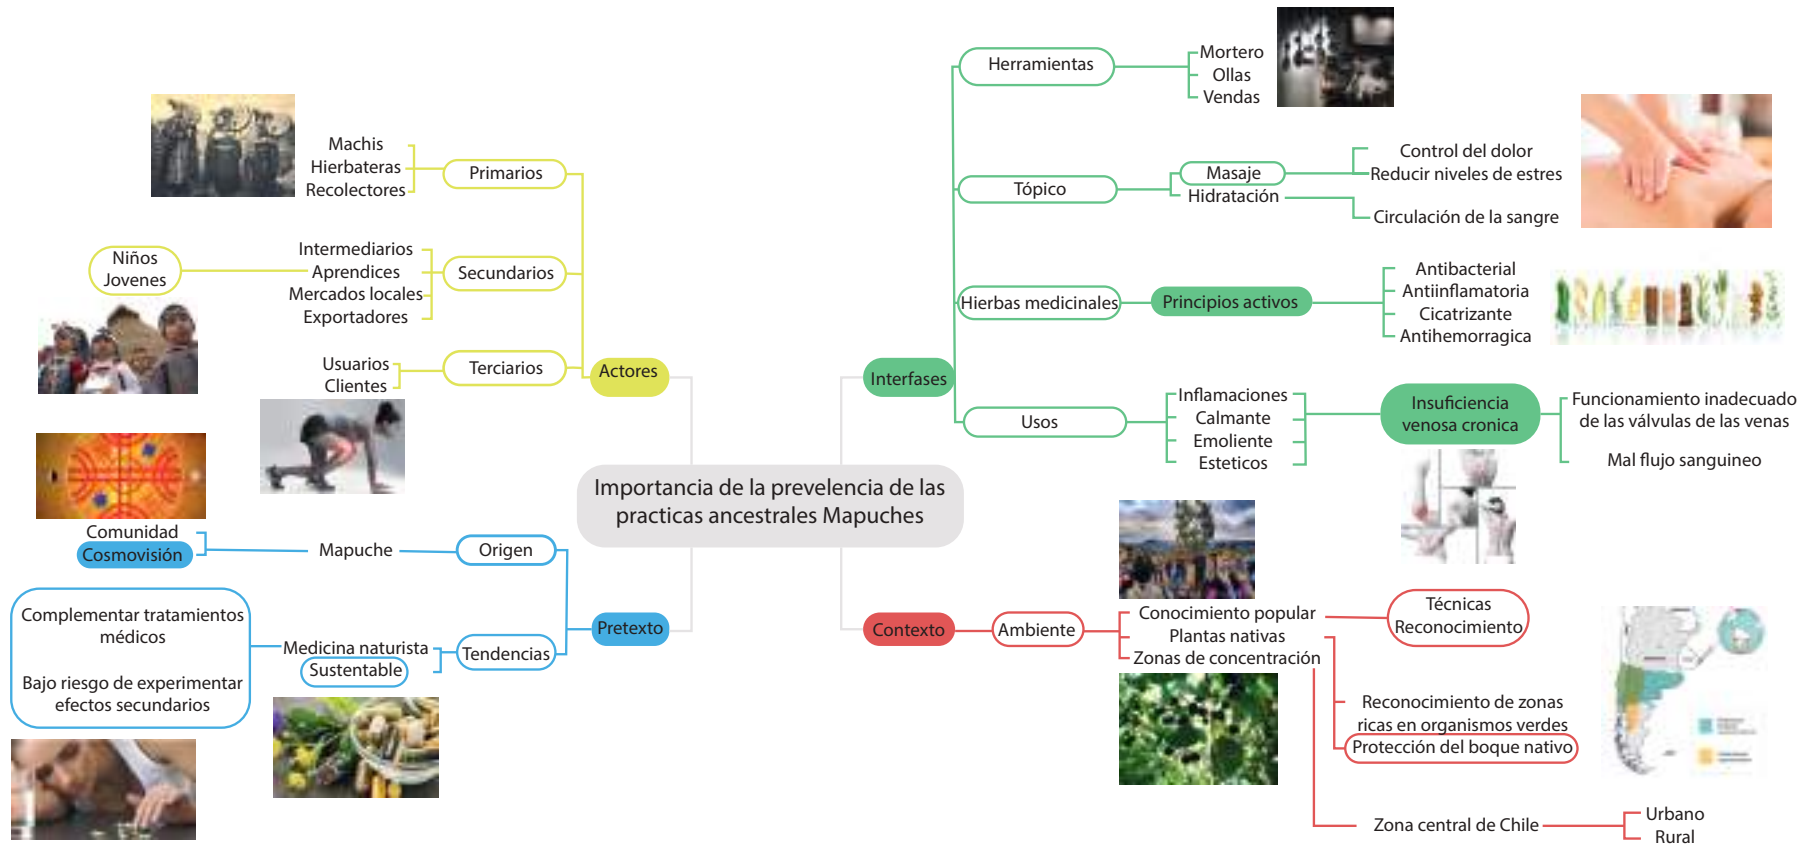 Importancia de la prevelencia de las
practicas ancestrales Mapuches
Actores
Primarios
Machis
Hierbateras
Recolectores
Secundarios
Intermediarios
Aprendices
Mercados locales
Exportadores
Niños
Jovenes
Terciarios
Usuarios
Clientes
Pretexto
Origen
Mapuche
Comunidad
Cosmovisión
Tendencias
Medicina naturista
Sustentable
Complementar tratamientos
médicos
Bajo riesgo de experimentar
efectos secundarios
Interfases
Herramientas
Mortero
Ollas
Vendas
Tópico
Masaje
Hidratación
Control del dolor
Reducir niveles de estres
Circulación de la sangre
Hierbas medicinales
Principios activos
Antibacterial
Antiinflamatoria
Cicatrizante
Antihemorragica
Usos
Inflamaciones
Calmante
Emoliente
Esteticos
Insuficiencia
venosa cronica
Funcionamiento inadecuado
de las válvulas de las venas
Mal flujo sanguineo
Contexto
Ambiente
Conocimiento popular
Plantas nativas
Zonas de concentración
Técnicas
Reconocimiento
Reconocimiento de zonas
ricas en organismos verdes
Protección del boque nativo
Zona central de Chile
Urbano
Rural